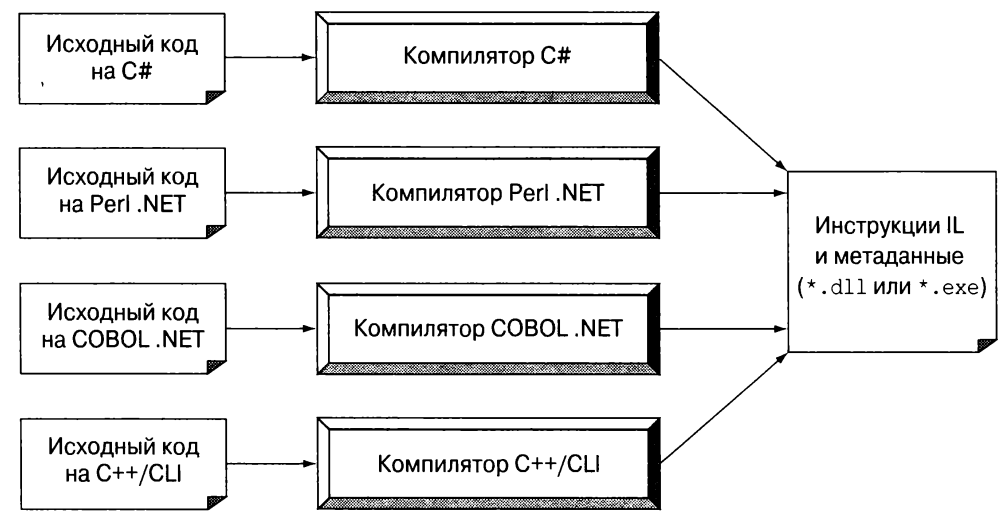 Исходный код
на C#
Компилятор C#
Исходный код
на Perl .NET
Компилятор Perl .NET
Исходный код
на COBOL .NET
Компилятор COBOL .NET
Исходный код
на C++/CLI
Компилятор C++/CLI
Инструкции IL
и метаданные
(*.dll или *.exe)